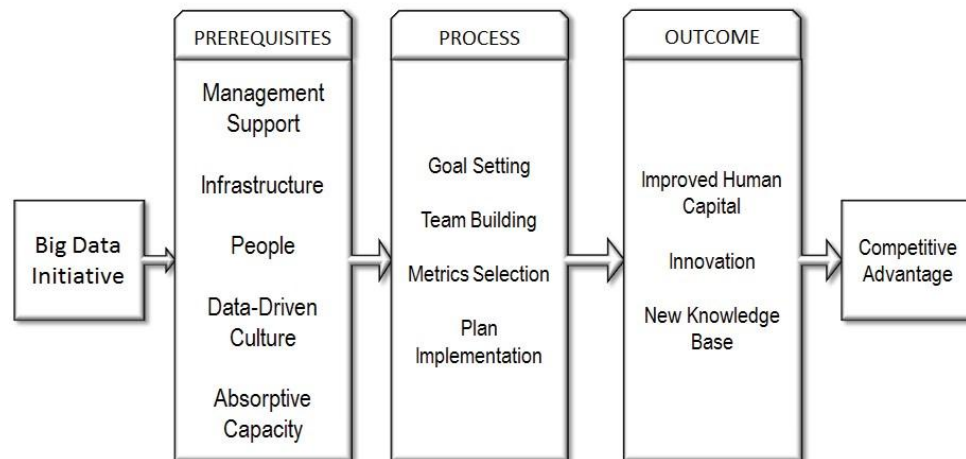 Big Data
Initiative
PREREQUISITES
Management
Support
Infrastructure
People
Data-Driven
Culture
Absorptive
Capacity
PROCESS
Goal Setting
Team Building
Metrics Selection
Plan
Implementation
OUTCOME
Improved Human
Capital
Innovation
New Knowledge
Base
Competitive
Advantage